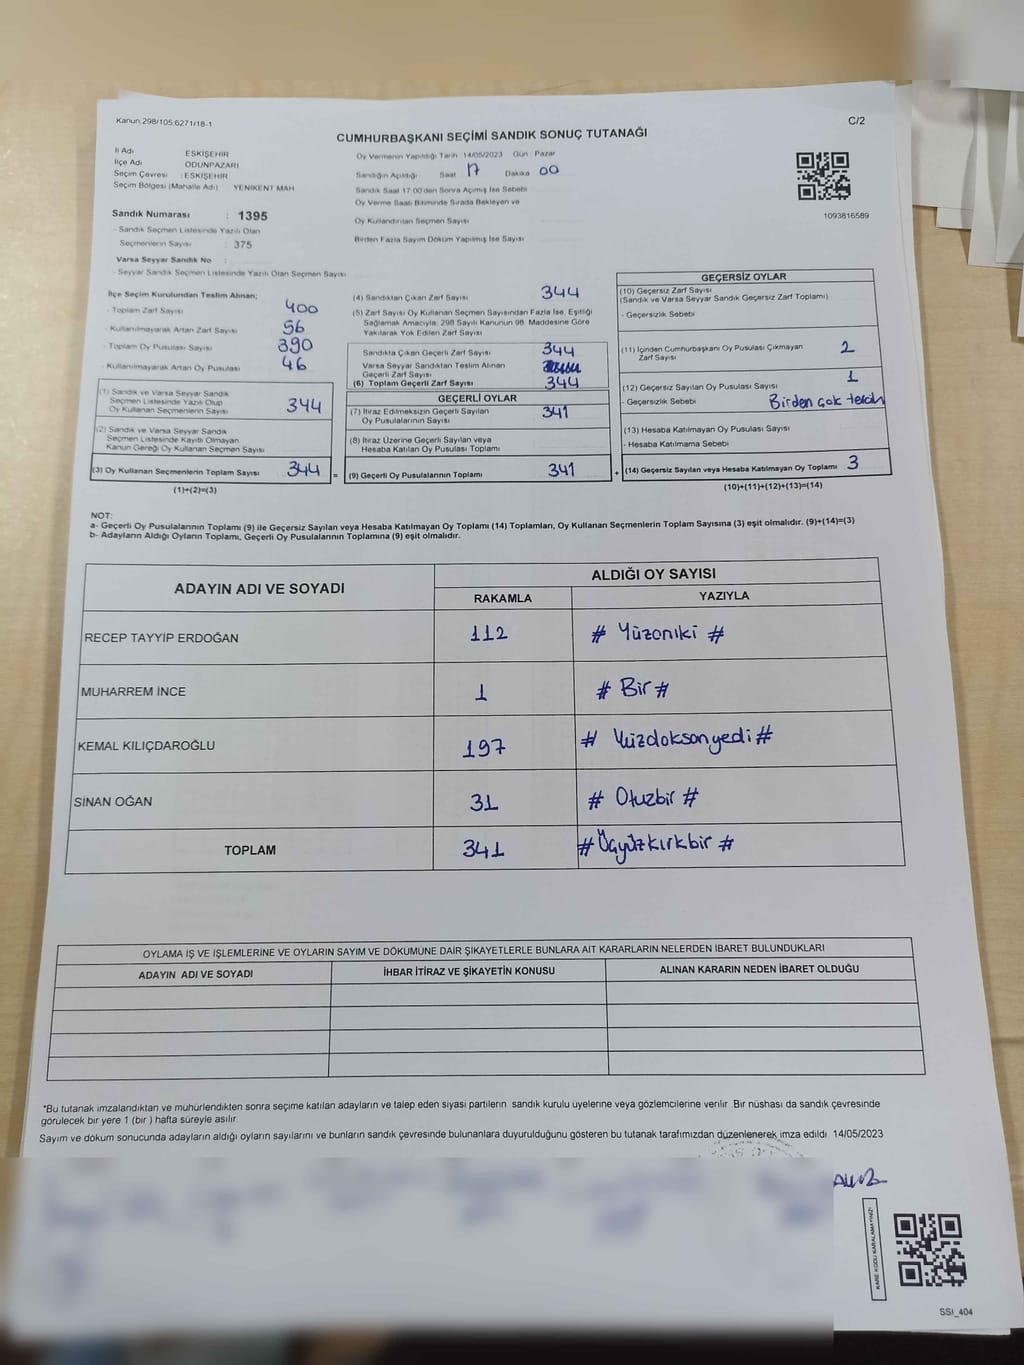 Kanun.298/105.6271/18-1
C/2
CUMHURBAŞKANI SEÇİMİ SANDIK SONUÇ TUTANAĞI
İl Adı ESKİŞEHİR
İlçe Adı ODUNPAZARI
Seçim Çevresi : ESKİŞEHİR
Seçim Bölgesi (Mahalle Adı) YENİKENT MAH
Oy Vermenin Yapıldığı Tarih 14/05/2023 Gün Pazar
Sandığın Açıldığı Saat 17 Dakika 00
Sandık Saat 17:00'den Sonra Açımış İse Sebebi
Oy Verme Saati Bitiminde Sırada Bekleyen ve
Oy Kullandırılan Seçmen Sayısı
Birden Fazla Sayım Döküm Yapılmış İse Sayısı
1093816589
Sandık Numarası : 1395
- Sandık Seçmen Listesinde Yazılı Olan
Seçmenlerin Sayısı : 375
Varsa Seyyar Sandık No :
- Seyyar Sandık Seçmen Listesinde Yazılı Olan Seçmen Sayısı
İlçe Seçim Kurulundan Teslim Alınan;
- Toplam Zarf Sayısı 400
- Kullanılmayarak Artan Zarf Sayısı 56
- Toplam Oy Pusulası Sayısı 390
- Kullanılmayarak Artan Oy Pusulası 46
(1) Sandık ve Varsa Seyyar Sandık
Seçmen Listesinde Yazılı Olup
Oy Kullanan Seçmenlerin Sayısı 344
(2) Sandık ve Varsa Seyyar Sandık
Seçmen Listesinde Kayıtlı Olmayan
Kanun Gereği Oy Kullanan Seçmen Sayısı
(3) Oy Kullanan Seçmenlerin Toplam Sayısı 344 =
(1)+(2)=(3)
(4) Sandıktan Çıkan Zarf Sayısı 344
(5) Zarf Sayısı Oy Kullanan Seçmen Sayısından Fazla İse, Eşitliği
Sağlamak Amacıyla, 298 Sayılı Kanunun 98. Maddesine Göre
Yakılarak Yok Edilen Zarf Sayısı
Sandıkta Çıkan Geçerli Zarf Sayısı 344
Varsa Seyyar Sandıktan Teslim Alınan
Geçerli Zarf Sayısı
(6) Toplam Geçerli Zarf Sayısı 344
GEÇERLİ OYLAR
(7) İtiraz Edilmeksizin Geçerli Sayılan
Oy Pusulalarının Sayısı 341
(8) İtiraz Üzerine Geçerli Sayılan veya
Hesaba Katılan Oy Pusulası Toplamı
(9) Geçerli Oy Pusulalarının Toplamı 341 +
GEÇERSİZ OYLAR
(10) Geçersiz Zarf Sayısı
(Sandık ve Varsa Seyyar Sandık Geçersiz Zarf Toplamı)
- Geçersizlik Sebebi
(11) İçinden Cumhurbaşkanı Oy Pusulası Çıkmayan
Zarf Sayısı 2
(12) Geçersiz Sayılan Oy Pusulası Sayısı 1
- Geçersizlik Sebebi Birden çok tercih
(13) Hesaba Katılmayan Oy Pusulası Sayısı
- Hesaba Katılmama Sebebi
(14) Geçersiz Sayılan veya Hesaba Katılmayan Oy Toplamı 3
(10)+(11)+(12)+(13)=(14)
NOT:
a- Geçerli Oy Pusulalarının Toplamı (9) ile Geçersiz Sayılan veya Hesaba Katılmayan Oy Toplamı (14) Toplamları, Oy Kullanan Seçmenlerin Toplam Sayısına (3) eşit olmalıdır. (9)+(14)=(3)
b- Adayların Aldığı Oyların Toplamı, Geçerli Oy Pusulalarının Toplamına (9) eşit olmalıdır.
ADAYIN ADI VE SOYADI
ALDIĞI OY SAYISI
RAKAMLA YAZIYLA
RECEP TAYYİP ERDOĞAN 112 # Yüzoniki #
MUHARREM İNCE 1 # Bir #
KEMAL KILIÇDAROĞLU 197 # Yüzdoksanyedi #
SİNAN OĞAN 31 # Otuzbir #
TOPLAM 341 # Üçyüzkırkbir #
OYLAMA İŞ VE İŞLEMLERİNE VE OYLARIN SAYIM VE DÖKÜMÜNE DAİR ŞİKAYETLERLE BUNLARA AİT KARARLARIN NELERDEN İBARET BULUNDUKLARI
ADAYIN ADI VE SOYADI İHBAR İTİRAZ VE ŞİKAYETİN KONUSU ALINAN KARARIN NEDEN İBARET OLDUĞU
*Bu tutanak imzalandıktan ve mühürlendikten sonra seçime katılan adayların ve talep eden siyasi partilerin sandık kurulu üyelerine veya gözlemcilerine verilir. Bir nüshası da sandık çevresinde
görülecek bir yere 1 (bir) hafta süreyle asılır.
Sayım ve döküm sonucunda adayların aldığı oyların sayılarını ve bunların sandık çevresinde bulunanlara duyurulduğunu gösteren bu tutanak tarafımızdan düzenlenerek imza edildi. 14/05/2023
KARE KODU KARALAMAYINIZ!
SSI_404